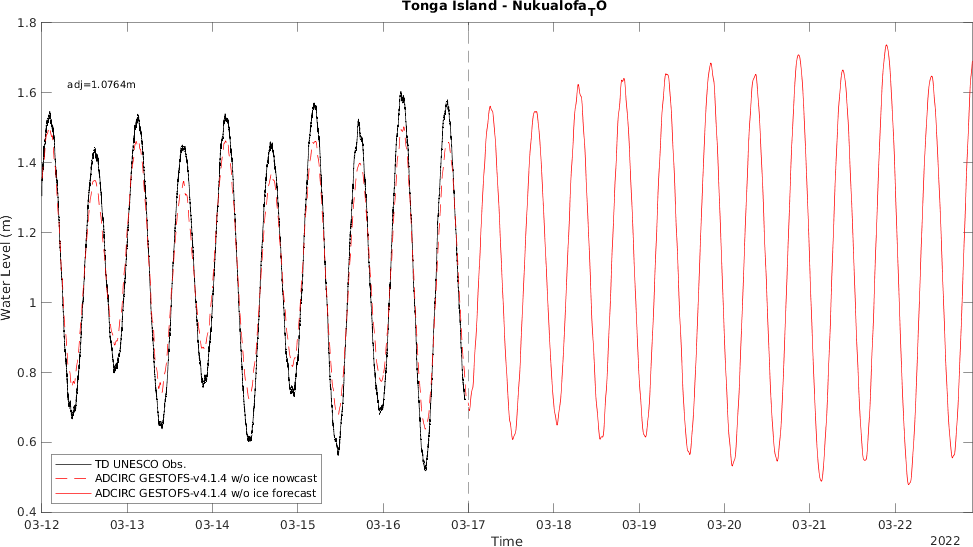 Tonga Island - NukualofaTO
1.8
adj=1.0764m
1.6
1.4
1.2
Water Level (m)
1
0.8
0.6
TD UNESCO Obs.
ADCIRC GESTOFS-v4.1.4 w/o ice nowcast
ADCIRC GESTOFS-v4.1.4 w/o ice forecast
0.4
03-12 03-13 03-14 03-15 03-16 03-17 03-18 03-19 03-20 03-21 03-22
Time
2022